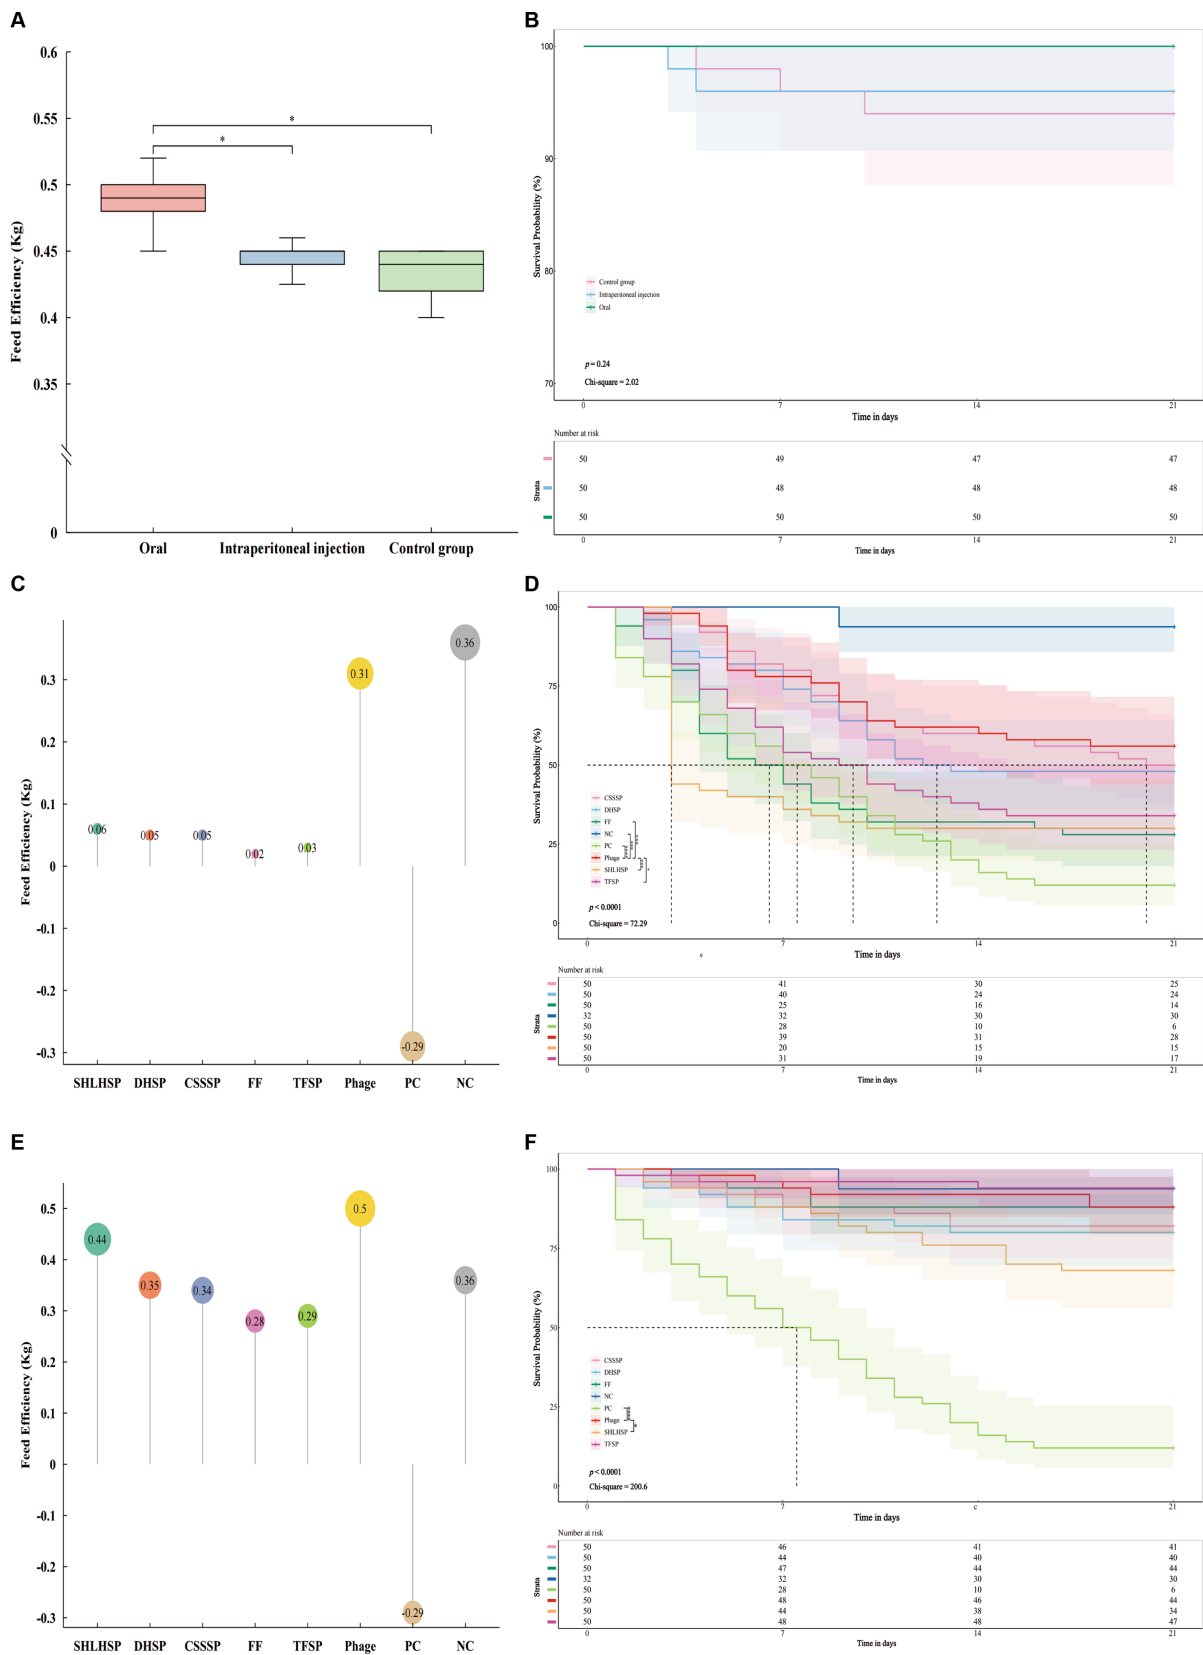 A
Feed Efficiency (Kg)
0.6
0.55
0.5
0.45
0.4
0.35
0
*
*
Oral Intraperitoneal injection Control group
B
Survival Probability (%)
100
90
80
70
Control group
Intraperitoneal injection
Oral
p = 0.24
Chi-square = 2.02
0 7 14 21
Time in days
Number at risk
Strata
50 49 47 47
50 48 48 48
50 50 50 50
0 7 14 21
Time in days
C
Feed Efficiency (Kg)
0.3
0.2
0.1
0
-0.1
-0.2
-0.3
0.06 0.05 0.05 0.02 0.03 0.31 -0.29 0.36
SHLHSP DHSP CSSSP FF TFSP Phage PC NC
D
Survival Probability (%)
100
75
50
25
0
CSSSP
DHSP
FF
NC
PC
Phage
SHLHSP
TFSP
p < 0.0001
Chi-square = 72.29
0 7 14 21
Time in days
c
Number at risk
Strata
50 41 30 25
50 40 24 24
50 25 16 14
32 32 30 30
50 28 10 6
50 39 31 28
50 20 15 15
50 31 19 17
0 7 14 21
Time in days
E
Feed Efficiency (Kg)
0.5
0.4
0.3
0.2
0.1
0
-0.1
-0.2
-0.3
0.44 0.35 0.34 0.28 0.29 0.5 -0.29 0.36
SHLHSP DHSP CSSSP FF TFSP Phage PC NC
F
Survival Probability (%)
100
75
50
25
0
CSSSP
DHSP
FF
NC
PC
Phage
SHLHSP
TFSP
p < 0.0001
Chi-square = 200.6
0 7 c 21
Time in days
Number at risk
Strata
50 46 41 41
50 44 40 40
50 47 44 44
32 32 30 30
50 28 10 6
50 48 46 44
50 44 38 34
50 48 48 47
0 7 14 21
Time in days